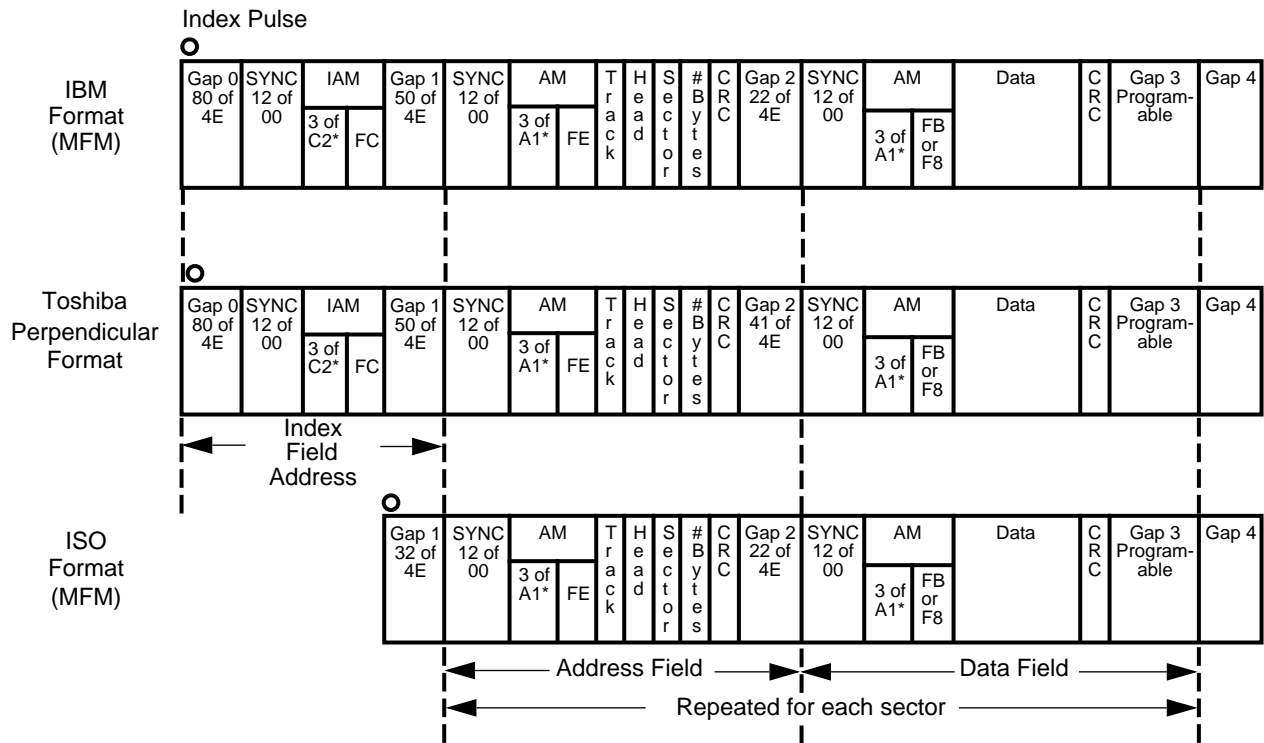 Index Pulse
IBM
Format
(MFM)
Gap 0
80 of
4E
SYNC
12 of
00
IAM
3 of
C2*
FC
Gap 1
50 of
4E
SYNC
12 of
00
AM
3 of
A1*
FE
Track
Head
Sector
#Bytes
CRC
Gap 2
22 of
4E
SYNC
12 of
00
AM
3 of
A1*
FB
or
F8
Data
CRC
Gap 3
Program-
able
Gap 4
Toshiba
Perpendicular
Format
Gap 0
80 of
4E
SYNC
12 of
00
IAM
3 of
C2*
FC
Gap 1
50 of
4E
SYNC
12 of
00
AM
3 of
A1*
FE
Track
Head
Sector
#Bytes
CRC
Gap 2
41 of
4E
SYNC
12 of
00
AM
3 of
A1*
FB
or
F8
Data
CRC
Gap 3
Program-
able
Gap 4
Index
Field
Address
ISO
Format
(MFM)
Gap 1
32 of
4E
SYNC
12 of
00
AM
3 of
A1*
FE
Track
Head
Sector
#Bytes
CRC
Gap 2
22 of
4E
SYNC
12 of
00
AM
3 of
A1*
FB
or
F8
Data
CRC
Gap 3
Program-
able
Gap 4
Address Field
Data Field
Repeated for each sector